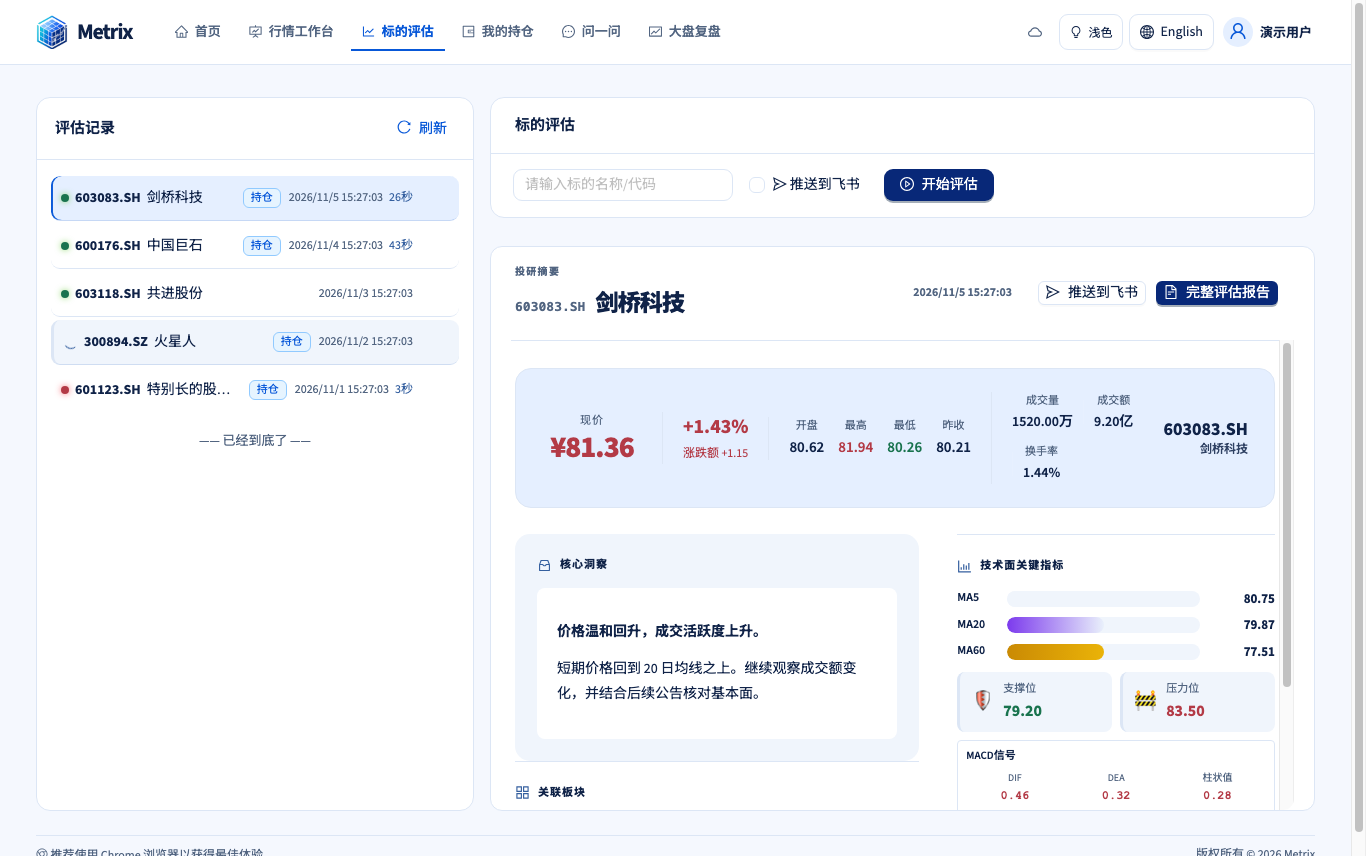 Metrix
首页
行情工作台
标的评估
我的持仓
问一问
大盘复盘
浅色
English
演示用户
评估记录
刷新
603083.SH 剑桥科技 持仓 2026/11/5 15:27:03 26秒
600176.SH 中国巨石 持仓 2026/11/4 15:27:03 43秒
603118.SH 共进股份 2026/11/3 15:27:03
300894.SZ 火星人 持仓 2026/11/2 15:27:03
601123.SH 特别长的股… 持仓 2026/11/1 15:27:03 3秒
—— 已经到底了 ——
标的评估
请输入标的名称/代码
推送到飞书
开始评估
投研摘要
603083.SH 剑桥科技
2026/11/5 15:27:03
推送到飞书
完整评估报告
现价
¥81.36
+1.43%
涨跌额 +1.15
开盘 最高 最低 昨收
80.62 81.94 80.26 80.21
成交量 成交额
1520.00万 9.20亿
换手率
1.44%
603083.SH
剑桥科技
核心洞察
价格温和回升，成交活跃度上升。
短期价格回到 20 日均线之上。继续观察成交额变
化，并结合后续公告核对基本面。
关联板块
技术面关键指标
MA5 80.75
MA20 79.87
MA60 77.51
支撑位
79.20
压力位
83.50
MACD信号
DIF DEA 柱状值
0.46 0.32 0.28
推荐使用 Chrome 浏览器以获得最佳体验
版权所有 © 2026 Metrix